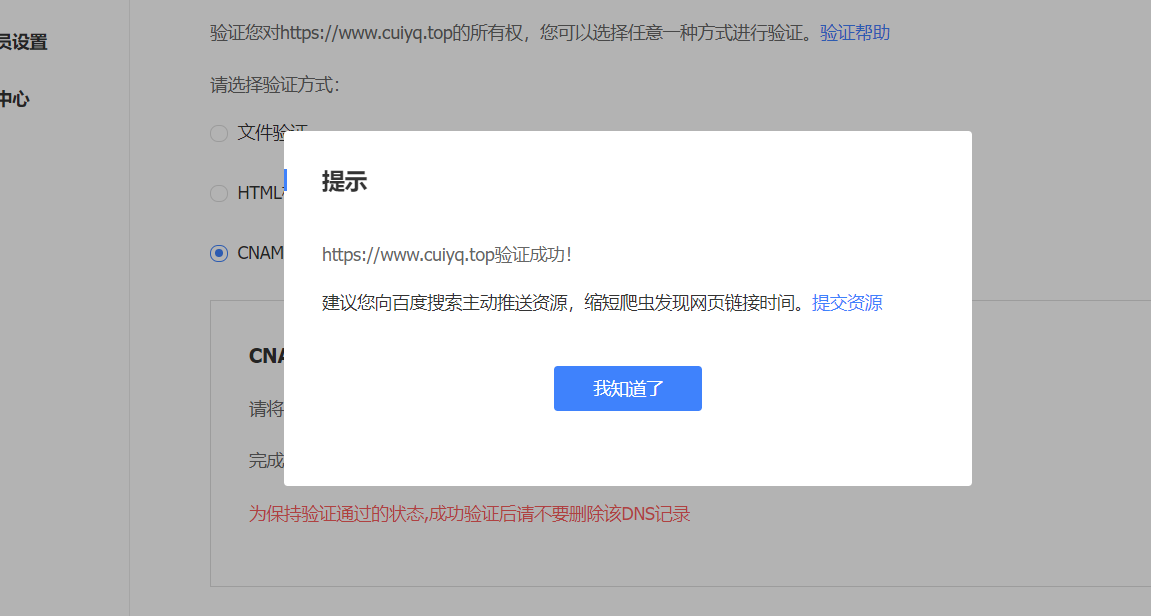 员设置
中心
验证您对https://www.cuiyq.top的所有权，您可以选择任意一种方式进行验证。验证帮助
请选择验证方式：
文件验证
HTML
CNAM
提示
https://www.cuiyq.top验证成功！
建议您向百度搜索主动推送资源，缩短爬虫发现网页链接时间。提交资源
我知道了
CNA
请将
完成
为保持验证通过的状态,成功验证后请不要删除该DNS记录